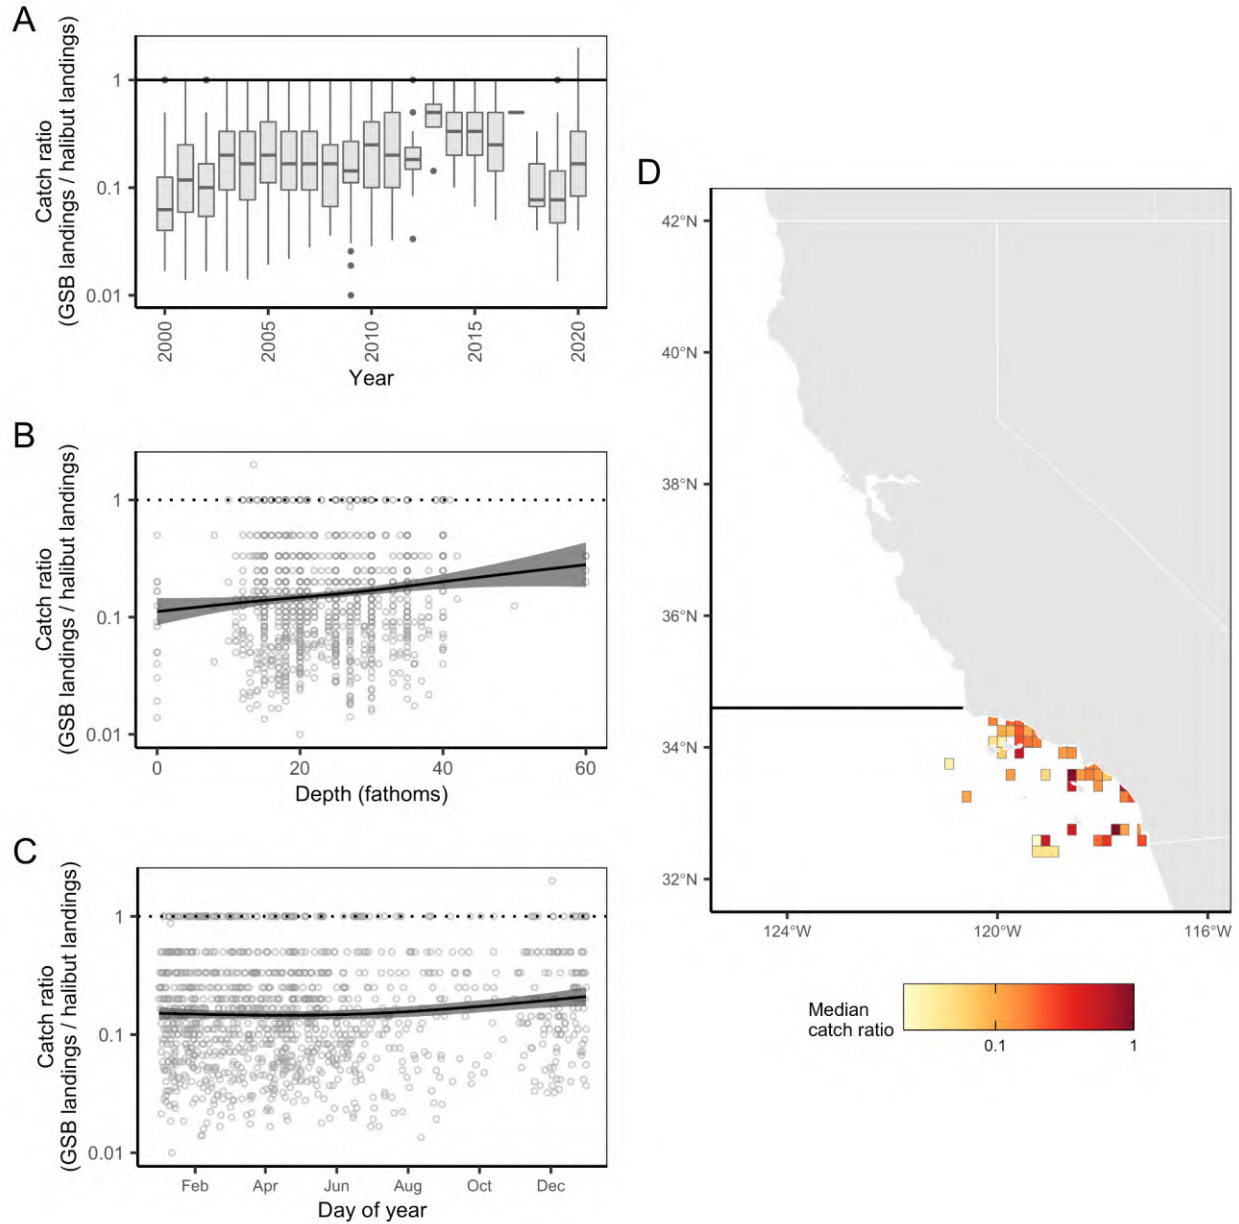 A
Catch ratio
(GSB landings / halibut landings)
1
0.1
0.01
2000
2005
2010
2015
2020
Year
B
Catch ratio
(GSB landings / halibut landings)
1
0.1
0.01
0
20
40
60
Depth (fathoms)
C
Catch ratio
(GSB landings / halibut landings)
1
0.1
0.01
Feb
Apr
Jun
Aug
Oct
Dec
Day of year
D
42°N
40°N
38°N
36°N
34°N
32°N
124°W
120°W
116°W
Median
catch ratio
0.1
1